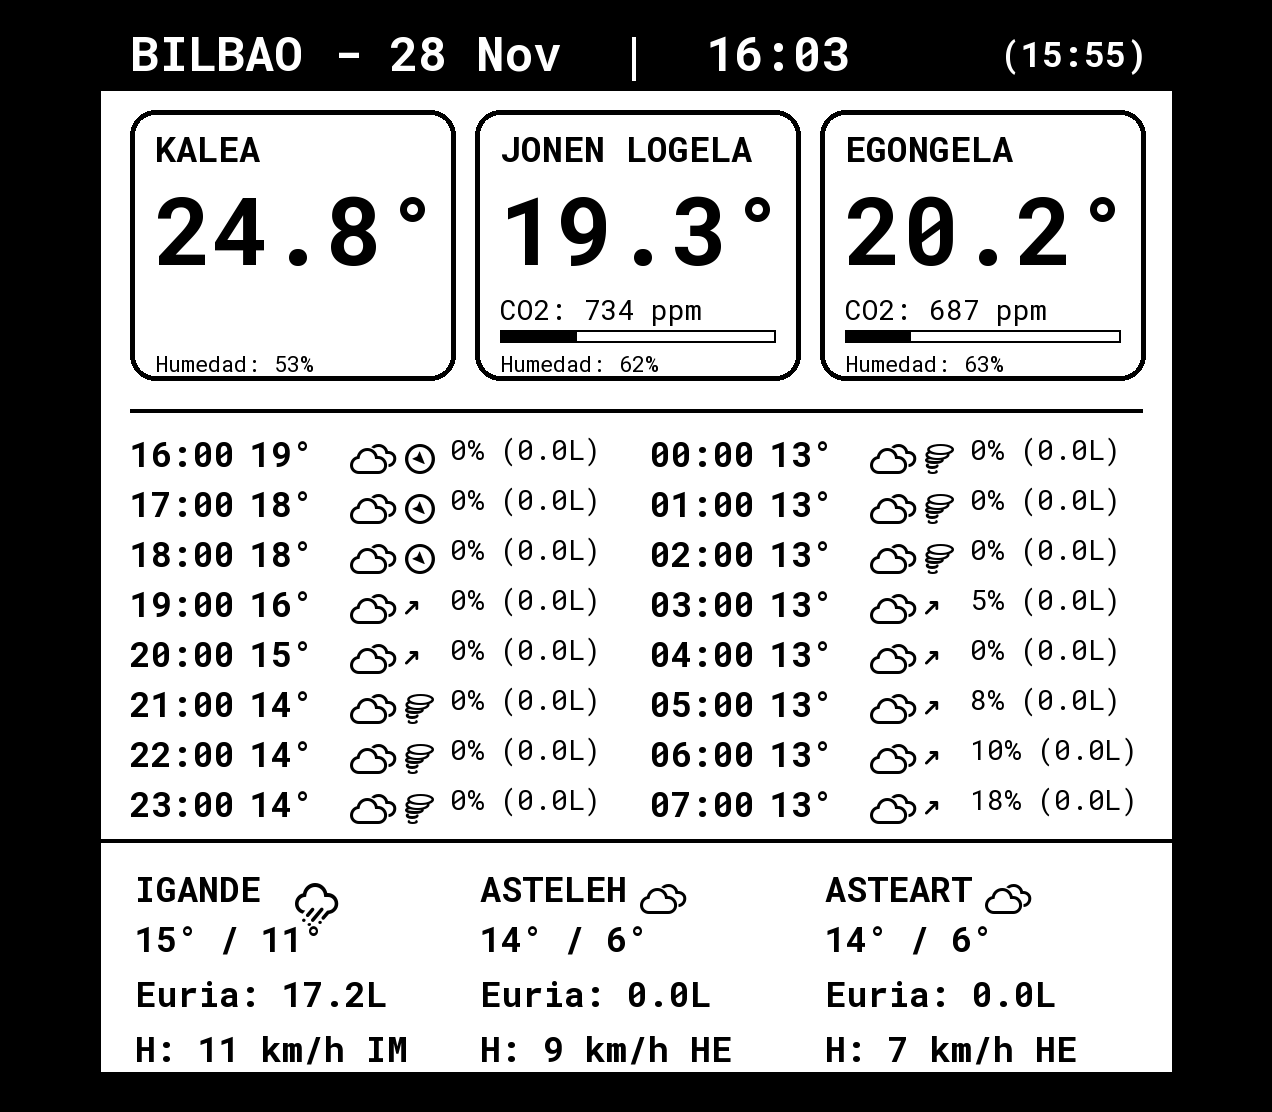 BILBAO - 28 Nov | 16:03 (15:55)
KALEA
24.8°
Humedad: 53%
JONEN LOGELA
19.3°
CO2: 734 ppm
Humedad: 62%
EGONGELA
20.2°
CO2: 687 ppm
Humedad: 63%
16:00 19° 0% (0.0L)
17:00 18° 0% (0.0L)
18:00 18° 0% (0.0L)
19:00 16° 0% (0.0L)
20:00 15° 0% (0.0L)
21:00 14° 0% (0.0L)
22:00 14° 0% (0.0L)
23:00 14° 0% (0.0L)
00:00 13° 0% (0.0L)
01:00 13° 0% (0.0L)
02:00 13° 0% (0.0L)
03:00 13° 5% (0.0L)
04:00 13° 0% (0.0L)
05:00 13° 8% (0.0L)
06:00 13° 10% (0.0L)
07:00 13° 18% (0.0L)
IGANDE
15° / 11°
Euria: 17.2L
H: 11 km/h IM
ASTELEH
14° / 6°
Euria: 0.0L
H: 9 km/h HE
ASTEART
14° / 6°
Euria: 0.0L
H: 7 km/h HE